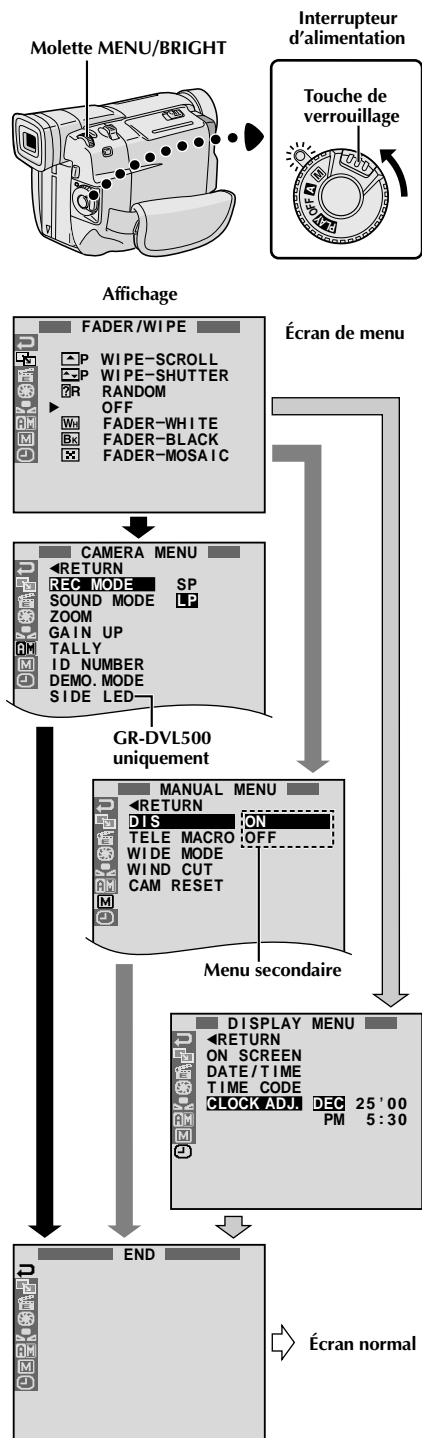 Interrupteur
d'alimentation
Molette MENU/BRIGHT
Touche de
verrouillage
PLAY OFF A M
Affichage
FADER/WIPE
Écran de menu
P WIPE–SCROLL
P WIPE–SHUTTER
?R RANDOM
OFF
WH FADER–WHITE
BK FADER–BLACK
FADER–MOSAIC
CAMERA MENU
◀RETURN
REC MODE SP
SOUND MODE LP
ZOOM
GAIN UP
TALLY
ID NUMBER
DEMO.MODE
SIDE LED
GR-DVL500
uniquement
MANUAL MENU
◀RETURN
DIS ON
TELE MACRO OFF
WIDE MODE
WIND CUT
CAM RESET
Menu secondaire
DISPLAY MENU
◀RETURN
ON SCREEN
DATE/TIME
TIME CODE
CLOCK ADJ. DEC 25'00
PM 5:30
END
Écran normal